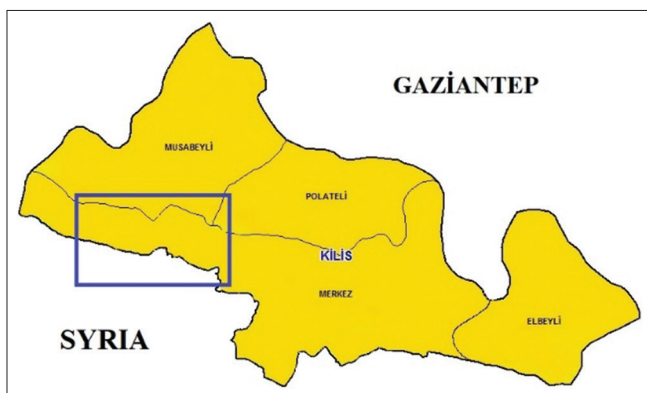 GAZİANTEP
MUSABEYLİ
POLATELİ
KİLİS
MERKEZ
ELBEYLİ
SYRIA